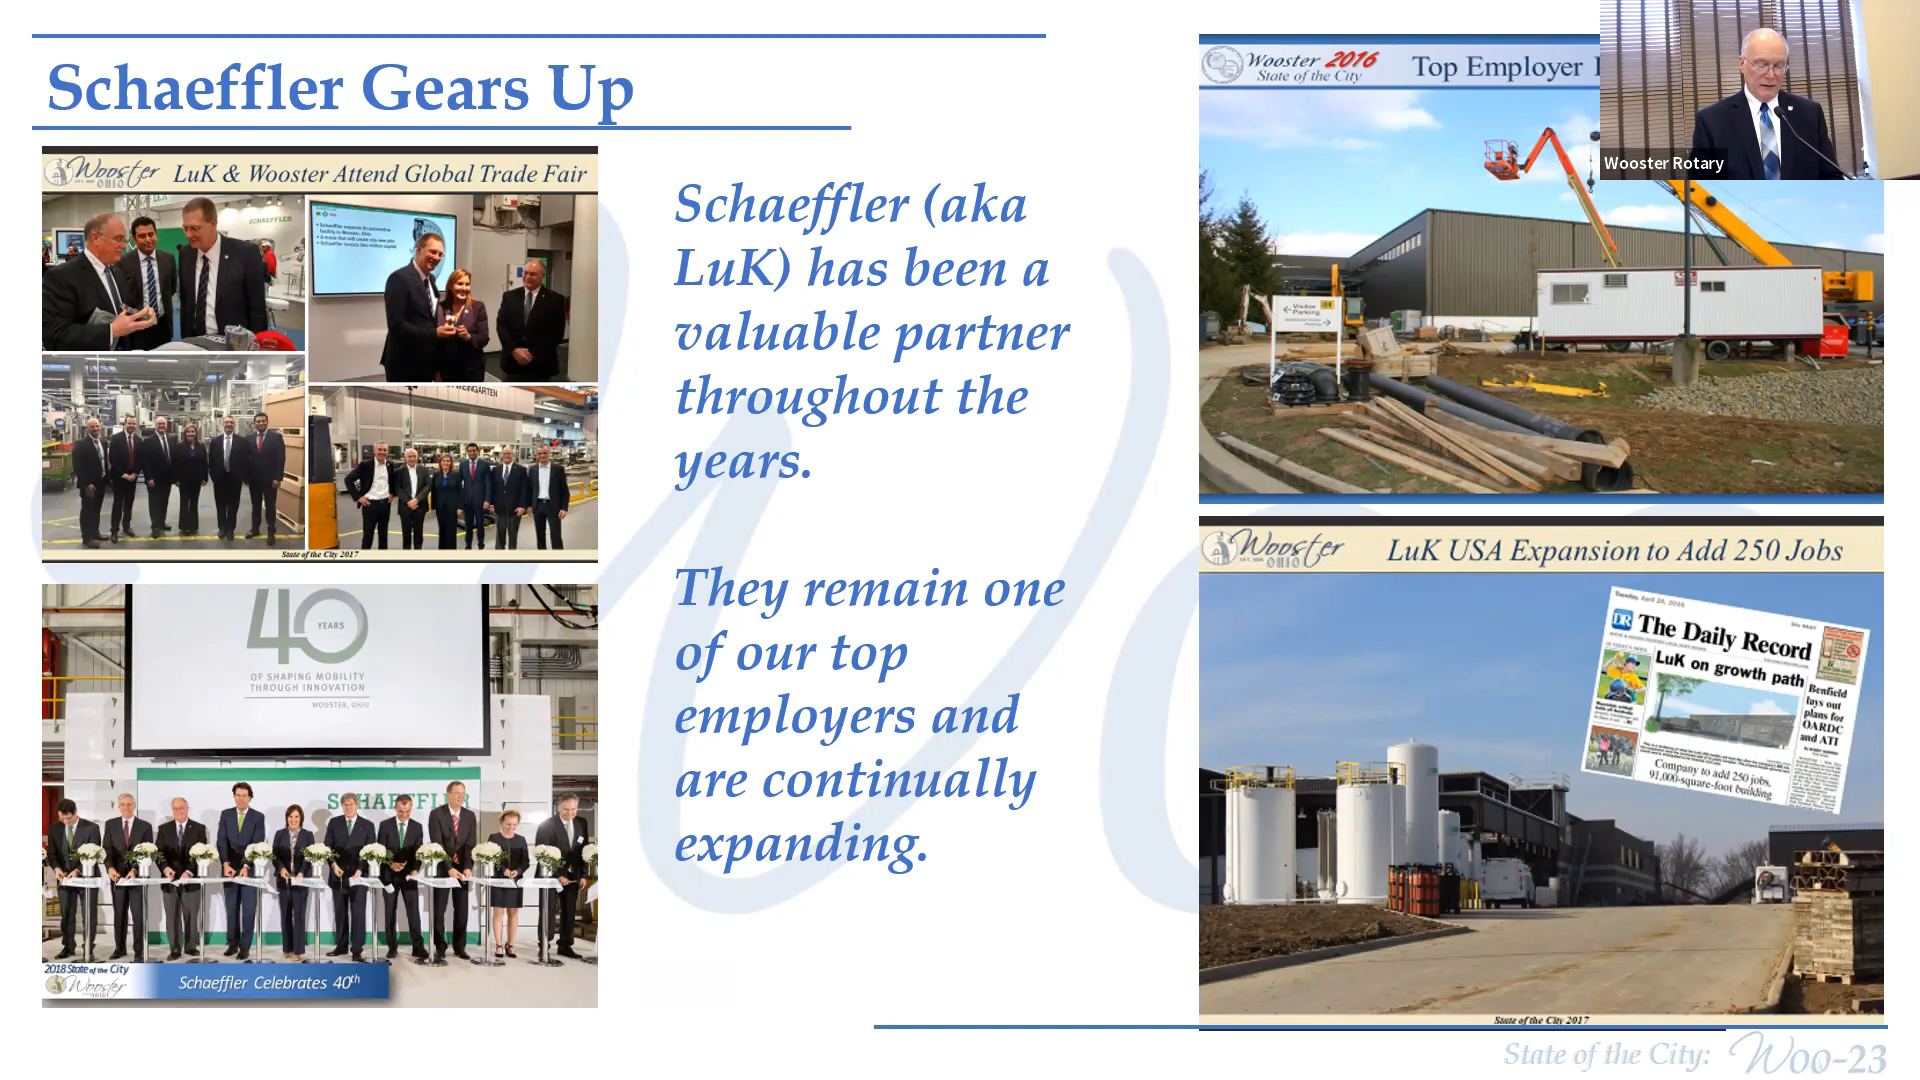 Schaeffler Gears Up
Wooster
OHIO
LuK & Wooster Attend Global Trade Fair
SCHAEFFLER
WEINGARTEN
State of the City 2017
40
YEARS
OF SHAPING MOBILITY
THROUGH INNOVATION
WOOSTER, OHIO
SCHAEFFLER
2018 State of the City
Wooster
OHIO
Schaeffler Celebrates 40th
Schaeffler (aka
LuK) has been a
valuable partner
throughout the
years.
They remain one
of our top
employers and
are continually
expanding.
Wooster 2016
State of the City
Top Employer
Visitor
Parking
Wooster Rotary
Wooster
OHIO
LuK USA Expansion to Add 250 Jobs
DR
The Daily Record
LuK on growth path
Benfield
lays out
plans for
OARDC
and ATI
Company to add 250 jobs,
91,000-square-foot building
State of the City 2017
State of the City: Woo-23